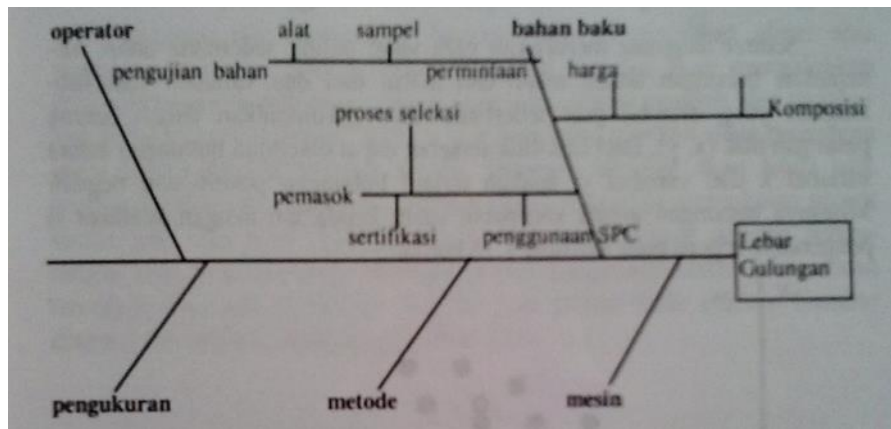 operator
alat
sampel
bahan baku
pengujian bahan
permintaan
harga
proses seleksi
Komposisi
pemasok
sertifikasi
penggunaan SPC
Lebar
Gulungan
pengukuran
metode
mesin